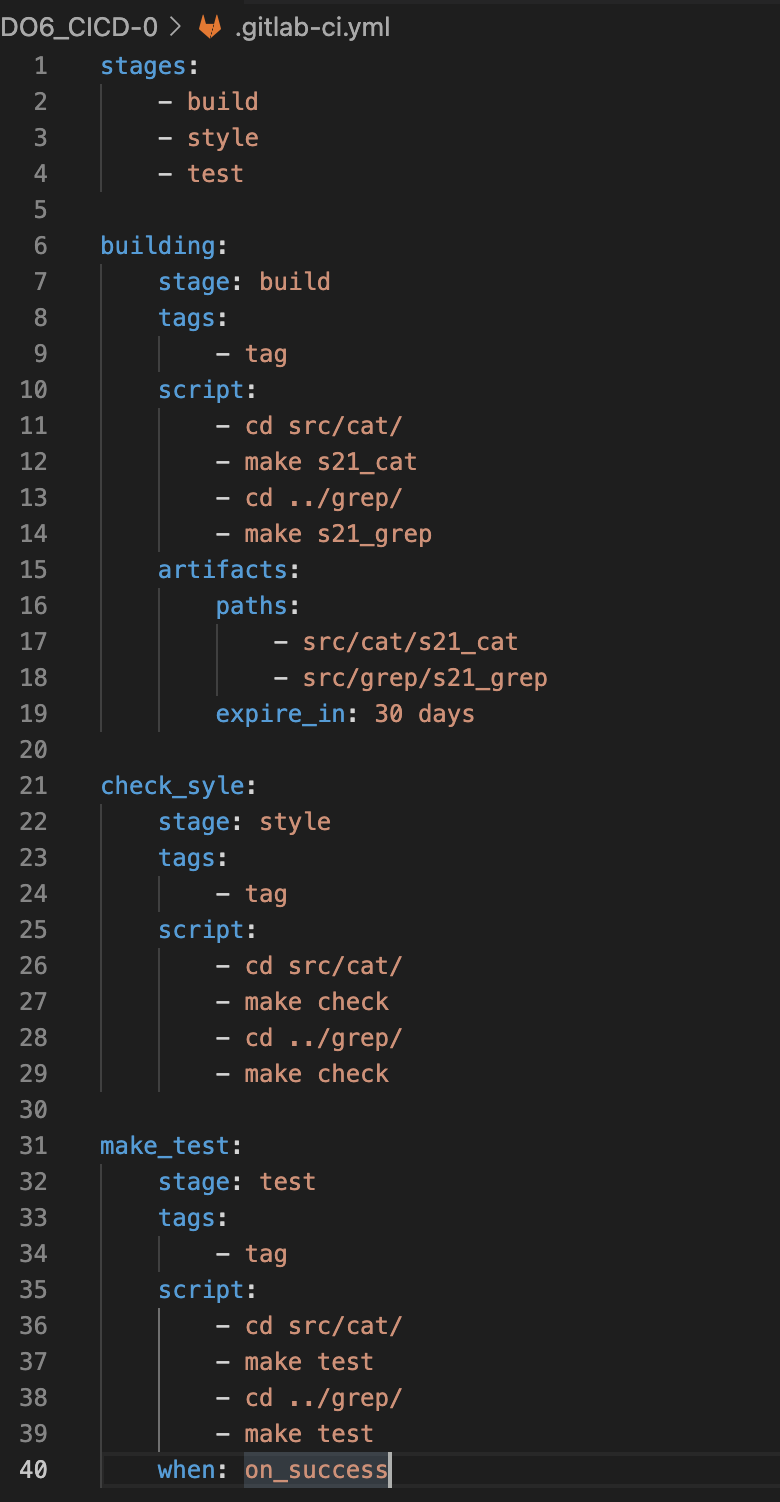 DO6_CICD-0 > .gitlab-ci.yml
1 stages:
2     - build
3     - style
4     - test
5
6 building:
7     stage: build
8     tags:
9         - tag
10     script:
11         - cd src/cat/
12         - make s21_cat
13         - cd ../grep/
14         - make s21_grep
15     artifacts:
16         paths:
17             - src/cat/s21_cat
18             - src/grep/s21_grep
19         expire_in: 30 days
20
21 check_syle:
22     stage: style
23     tags:
24         - tag
25     script:
26         - cd src/cat/
27         - make check
28         - cd ../grep/
29         - make check
30
31 make_test:
32     stage: test
33     tags:
34         - tag
35     script:
36         - cd src/cat/
37         - make test
38         - cd ../grep/
39         - make test
40     when: on_success